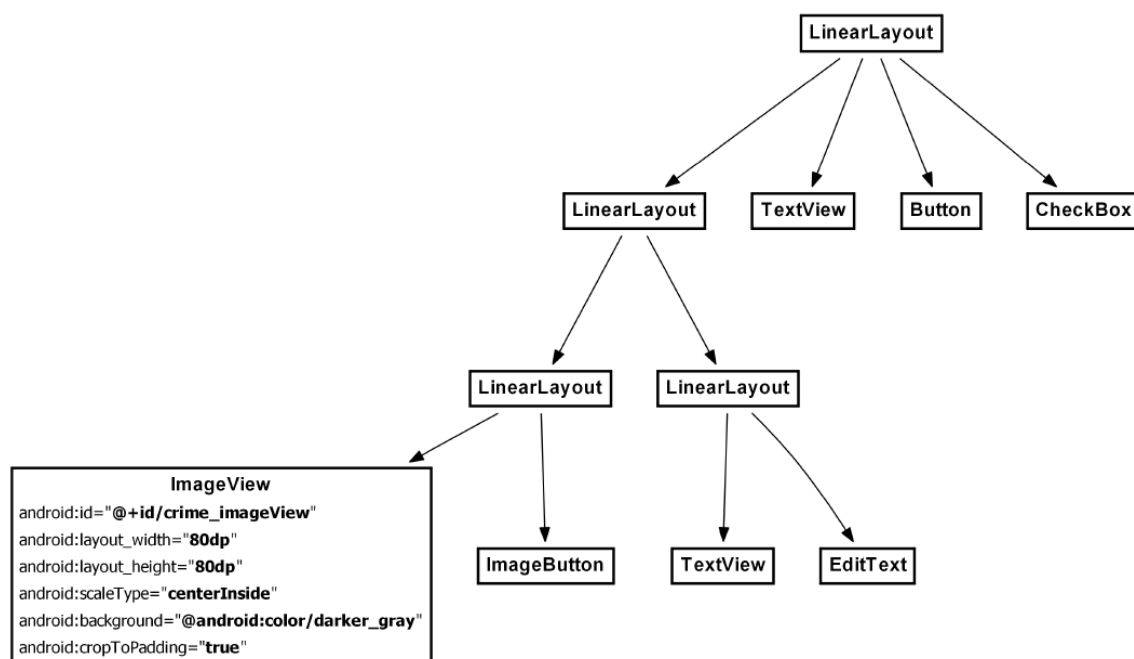 LinearLayout
LinearLayout
TextView
Button
CheckBox
LinearLayout
LinearLayout
ImageView
android:id="@+id/crime_imageView"
android:layout_width="80dp"
android:layout_height="80dp"
android:scaleType="centerInside"
android:background="@android:color/darker_gray"
android:cropToPadding="true"
ImageButton
TextView
EditText